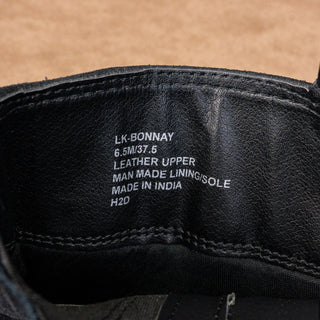 LK-BONNAY
6.5M/37.5
LEATHER UPPER
MAN MADE LINING/SOLE
MADE IN INDIA
H2D